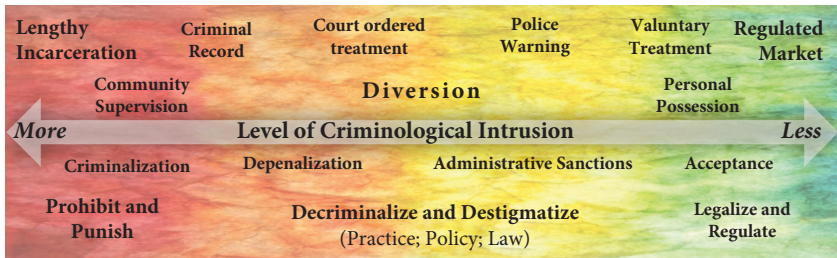 Lengthy
Incarceration
Criminal
Record
Court ordered
treatment
Police
Warning
Valuntary
Treatment
Regulated
Market
Community
Supervision
Diversion
Personal
Possession
More
Level of Criminological Intrusion
Less
Criminalization
Depenalization
Administrative Sanctions
Acceptance
Prohibit and
Punish
Decriminalize and Destigmatize
(Practice; Policy; Law)
Legalize and
Regulate